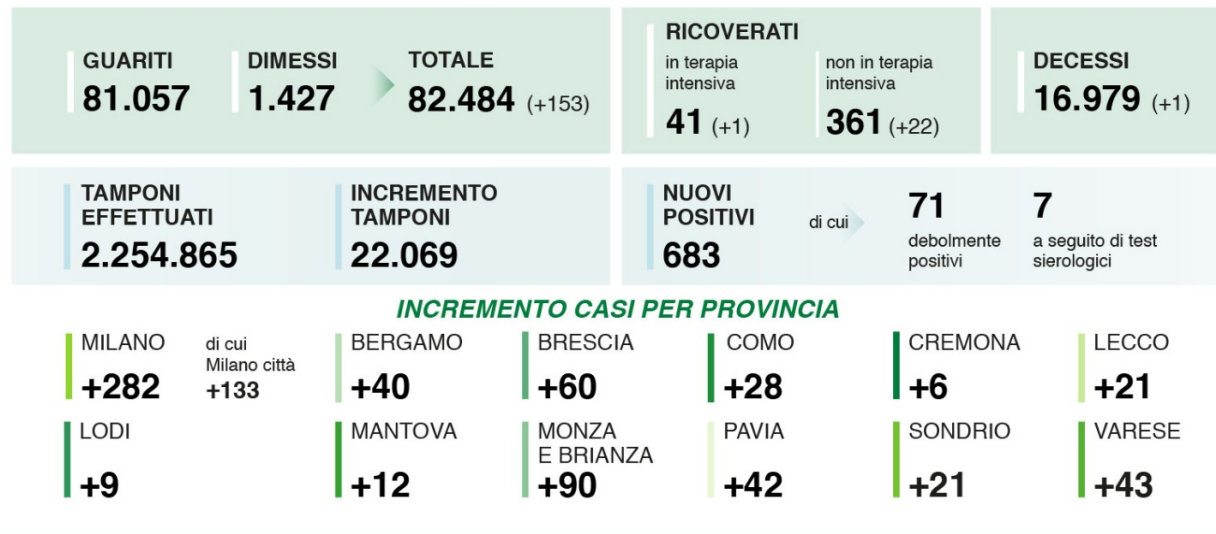 GUARITI
81.057
DIMESSI
1.427
TOTALE
82.484 (+153)
RICOVERATI
in terapia
intensiva
41 (+1)
non in terapia
intensiva
361 (+22)
DECESSI
16.979 (+1)
TAMPONI
EFFETTUATI
2.254.865
INCREMENTO
TAMPONI
22.069
NUOVI
POSITIVI
683
di cui
71
debolmente
positivi
7
a seguito di test
sierologici
INCREMENTO CASI PER PROVINCIA
MILANO
+282
di cui
Milano città
+133
BERGAMO
+40
BRESCIA
+60
COMO
+28
CREMONA
+6
LECCO
+21
LODI
+9
MANTOVA
+12
MONZA
E BRIANZA
+90
PAVIA
+42
SONDRIO
+21
VARESE
+43